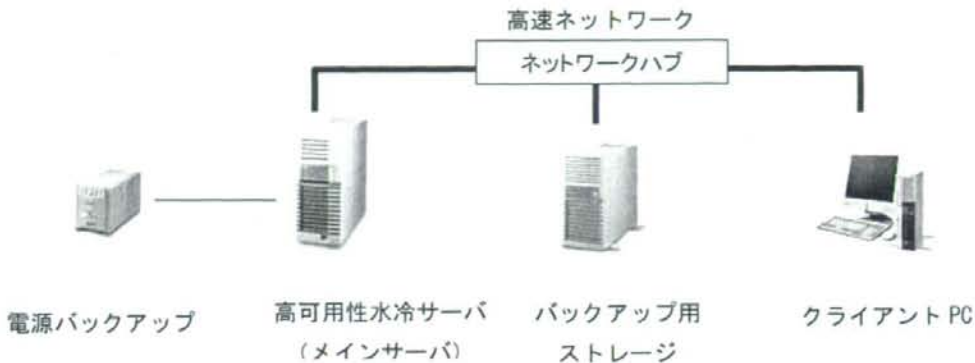 高速ネットワーク
ネットワークハブ
電源バックアップ
高可用性水冷サーバ
(メインサーバ)
バックアップ用
ストレージ
クライアント PC